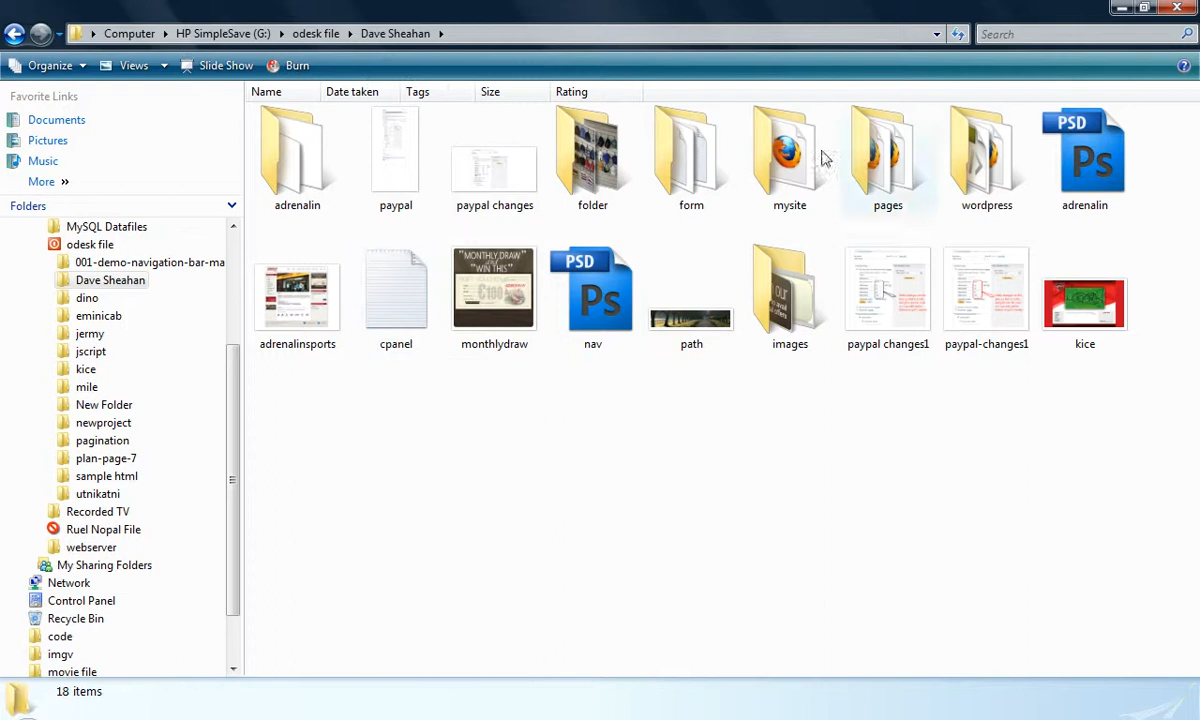 Computer HP SimpleSave (G:) odesk file Dave Sheahan Search
Organize Views Slide Show Burn
Favorite Links
Documents
Pictures
Music
More »
Folders
MySQL Datafiles
odesk file
001-demo-navigation-bar-ma
Dave Sheahan
dino
eminicab
jermy
jscript
kice
mile
New Folder
newproject
pagination
plan-page-7
sample html
utnikatni
Recorded TV
Ruel Nopal File
webserver
My Sharing Folders
Network
Control Panel
Recycle Bin
code
imgv
movie file
Name Date taken Tags Size Rating
PSD
Ps
adrenalin paypal paypal changes folder form mysite pages wordpress adrenalin
"MONTHLY DRAW
and
WIN THIS"
€100
PSD
Ps
adrenalinsports cpanel monthlydraw nav path images paypal changes1 paypal-changes1 kice
18 items